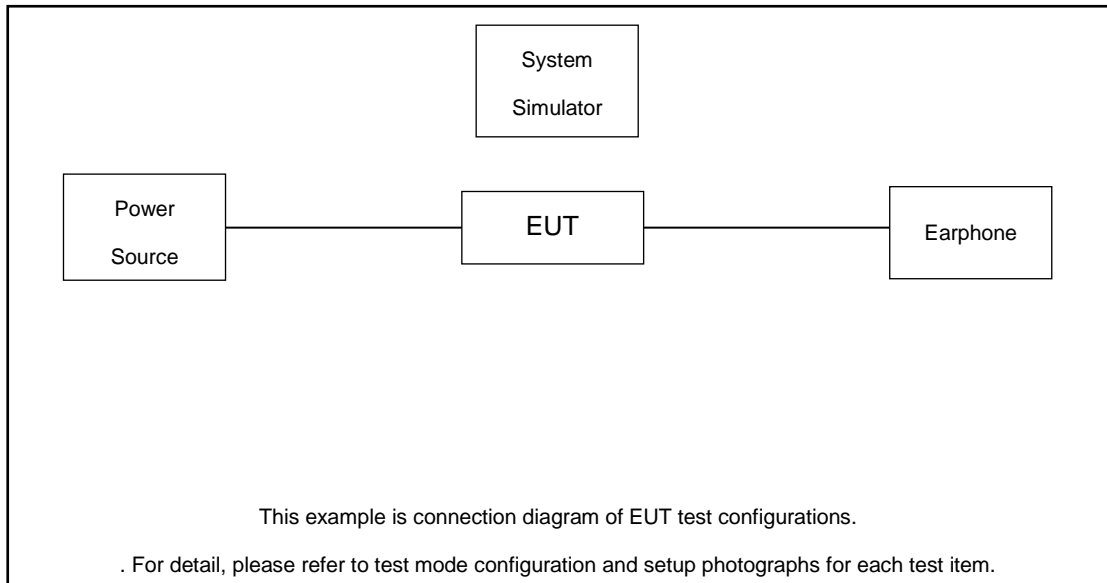 System
Simulator
Power
Source
EUT
Earphone
This example is connection diagram of EUT test configurations.
. For detail, please refer to test mode configuration and setup photographs for each test item.